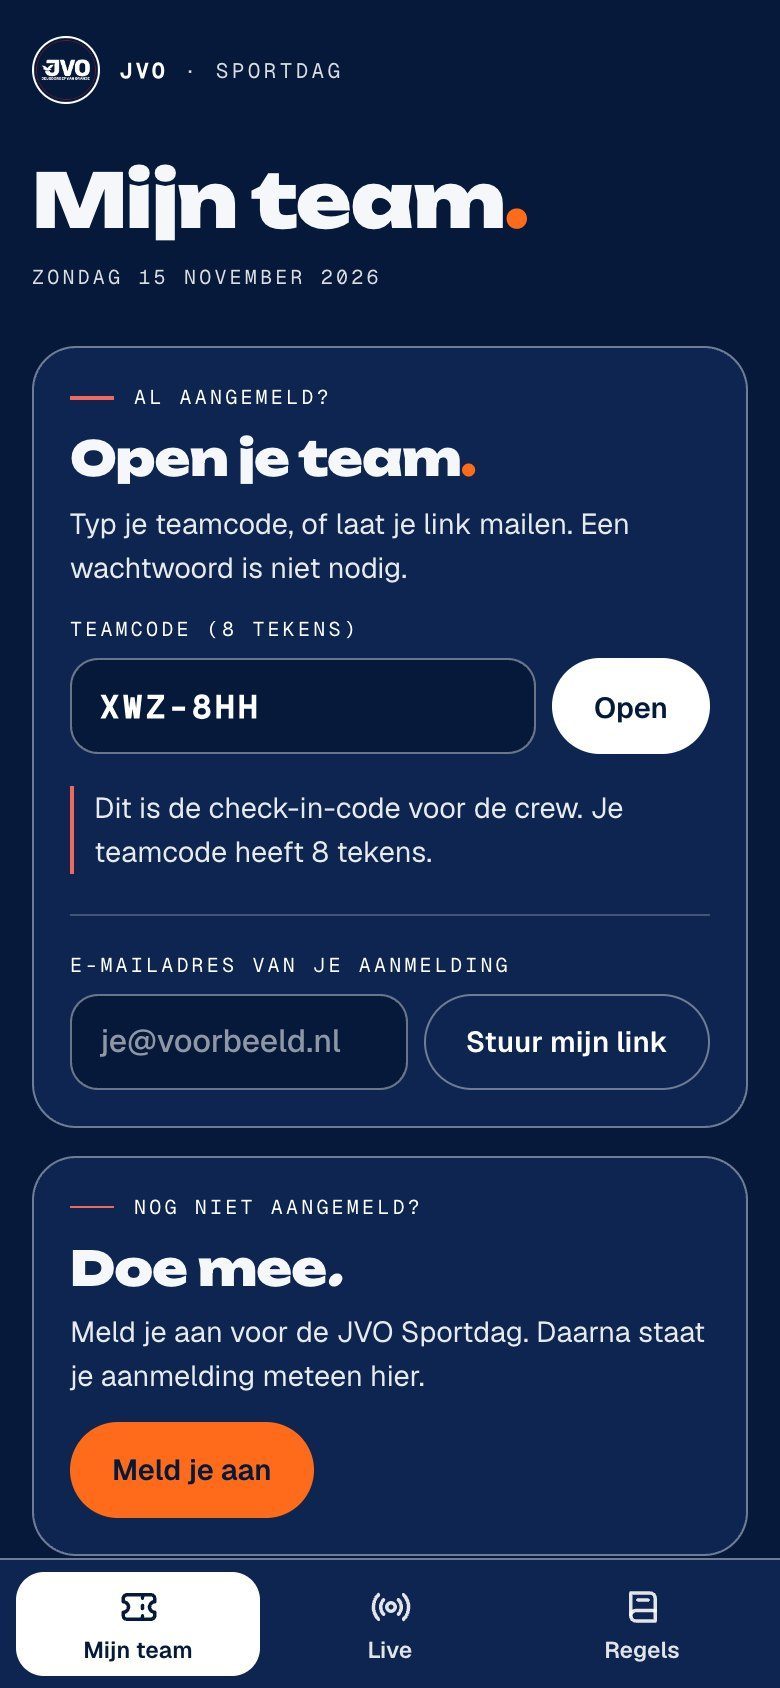 JVO
JVO · SPORTDAG
Mijn team.
ZONDAG 15 NOVEMBER 2026
AL AANGEMELD?
Open je team.
Typ je teamcode, of laat je link mailen. Een
wachtwoord is niet nodig.
TEAMCODE (8 TEKENS)
XWZ-8HH
Open
Dit is de check-in-code voor de crew. Je
teamcode heeft 8 tekens.
E-MAILADRES VAN JE AANMELDING
je@voorbeeld.nl
Stuur mijn link
NOG NIET AANGEMELD?
Doe mee.
Meld je aan voor de JVO Sportdag. Daarna staat
je aanmelding meteen hier.
Meld je aan
Mijn team
Live
Regels